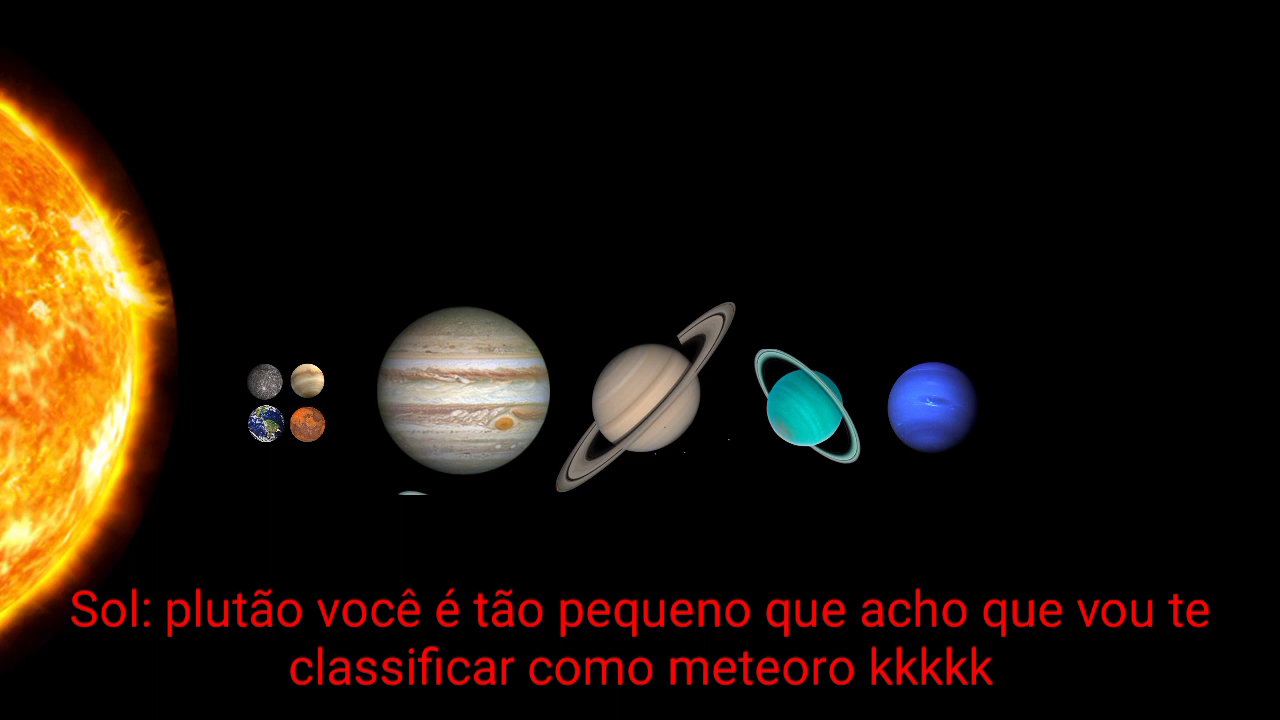 Sol: plutão você é tão pequeno que acho que vou te
classificar como meteoro kkkkk